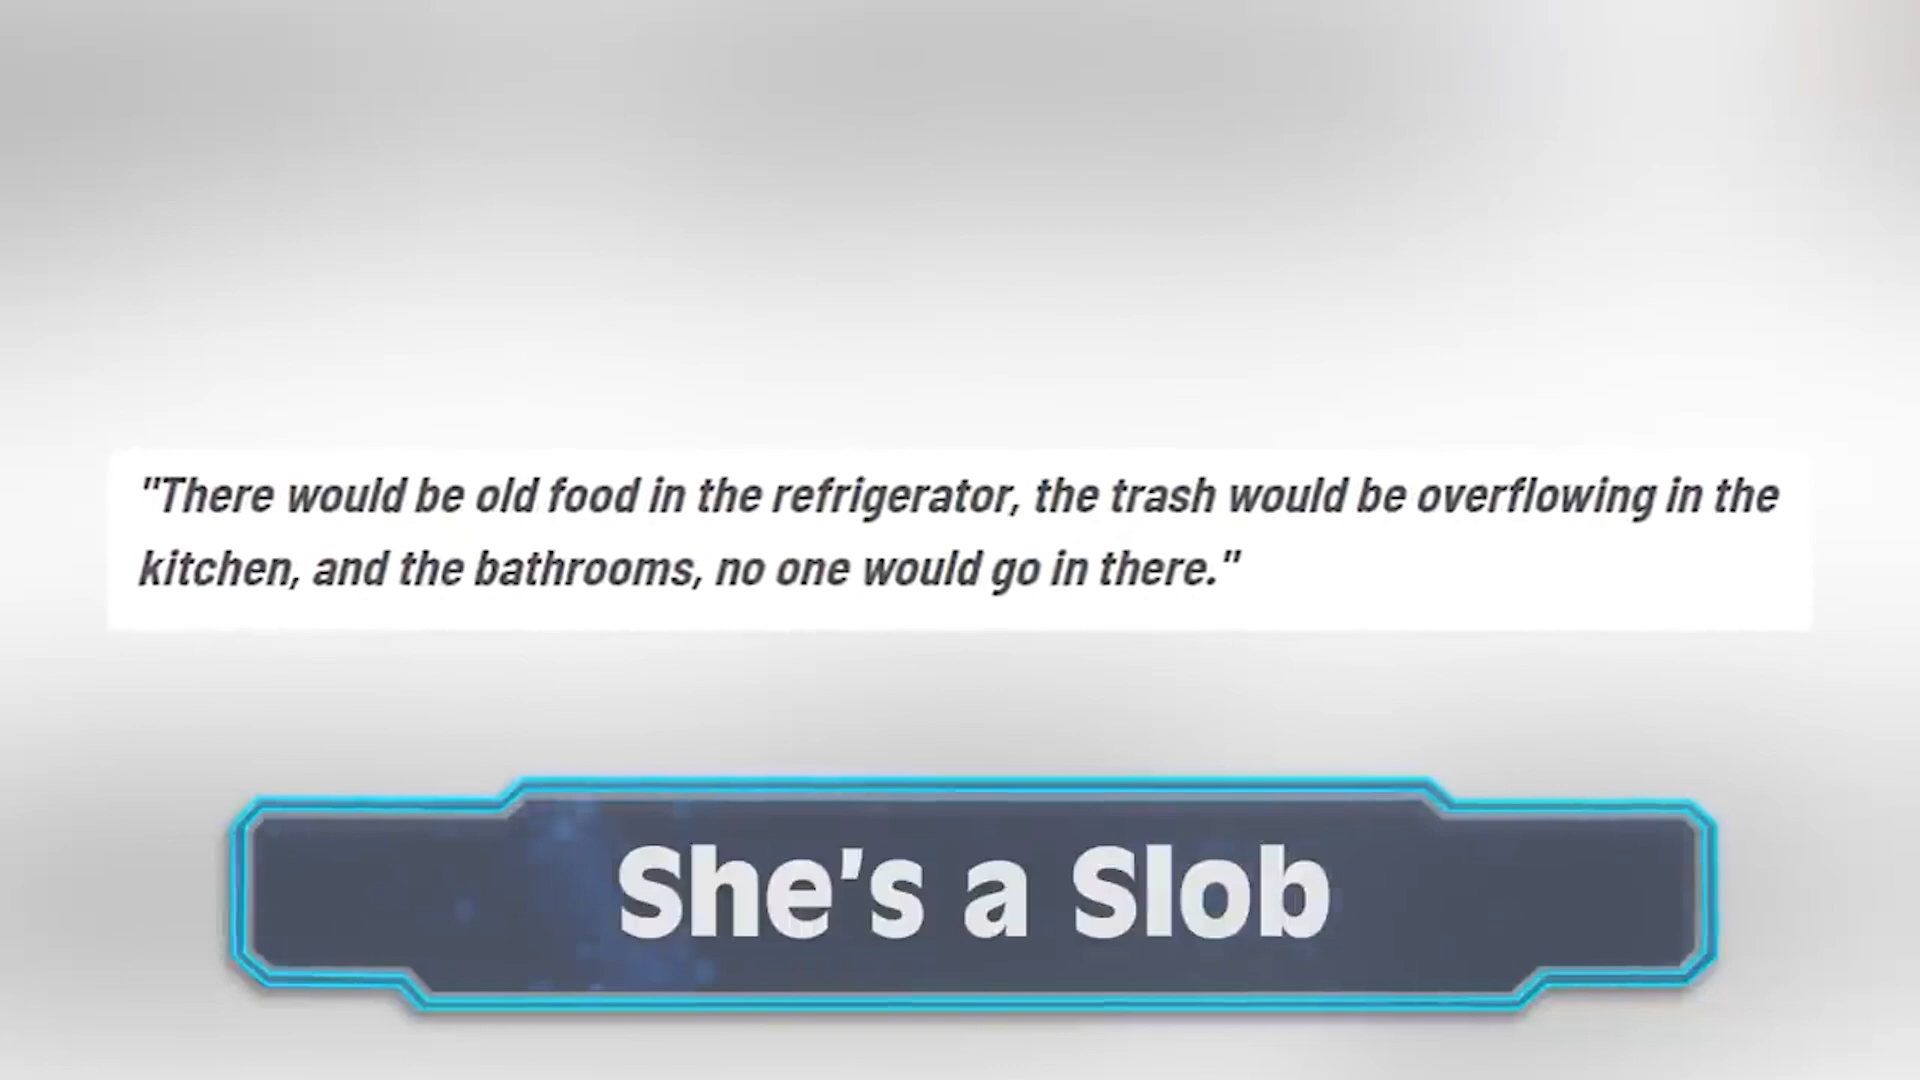 "There would be old food in the refrigerator, the trash would be overflowing in the
kitchen, and the bathrooms, no one would go in there."
She's a Slob